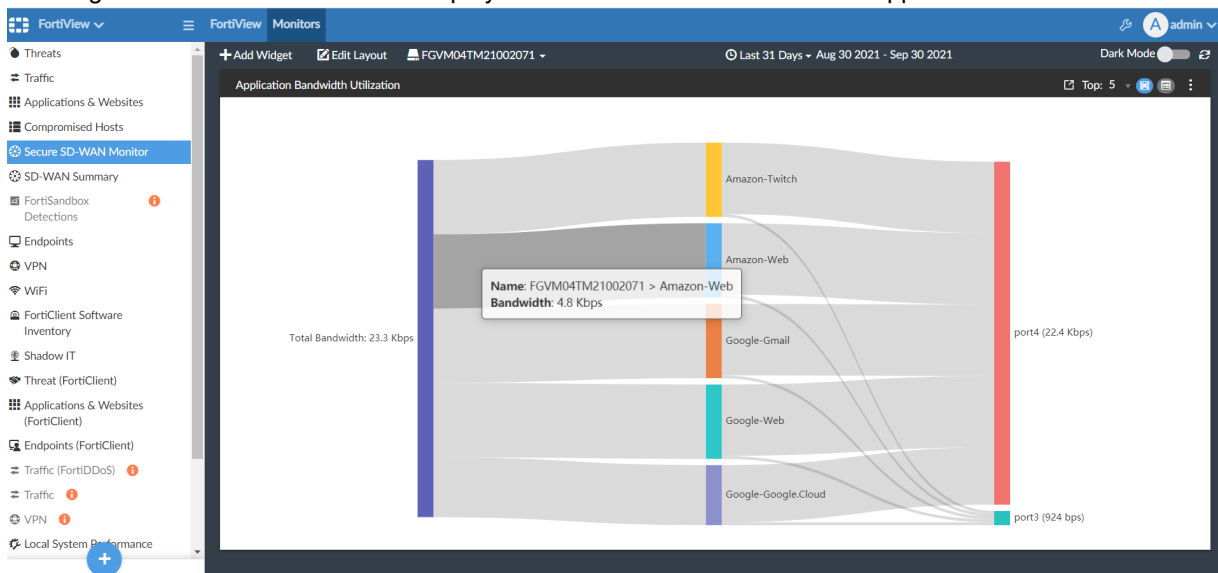 FortiView
FortiView Monitors
admin
A
Threats
Traffic
Applications & Websites
Compromised Hosts
Secure SD-WAN Monitor
SD-WAN Summary
FortiSandbox
Detections
Endpoints
VPN
WiFi
FortiClient Software
Inventory
Shadow IT
Threat (FortiClient)
Applications & Websites
(FortiClient)
Endpoints (FortiClient)
Traffic (FortiDDoS)
Traffic
VPN
Local System
Add Widget Edit Layout FGVM04TM21002071 Last 31 Days Aug 30 2021 - Sep 30 2021 Dark Mode
Application Bandwidth Utilization Top: 5
Amazon-Twitch
Amazon-Web
Name: FGVM04TM21002071 > Amazon-Web
Bandwidth: 4.8 Kbps
Total Bandwidth: 23.3 Kbps
Google-Gmail
port4 (22.4 Kbps)
Google-Web
Google-Google.Cloud
port3 (924 bps)